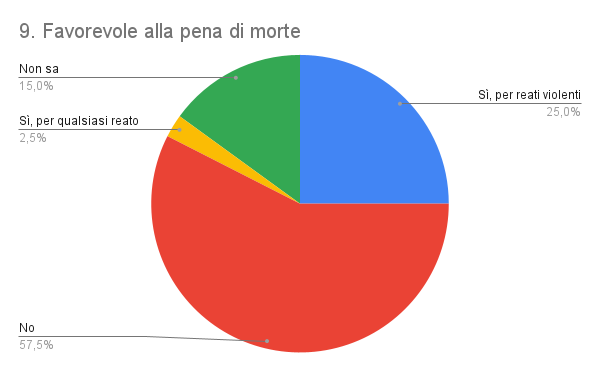 9. Favorevole alla pena di morte
Non sa
15,0%
Sì, per reati violenti
25,0%
Sì, per qualsiasi reato
2,5%
No
57,5%